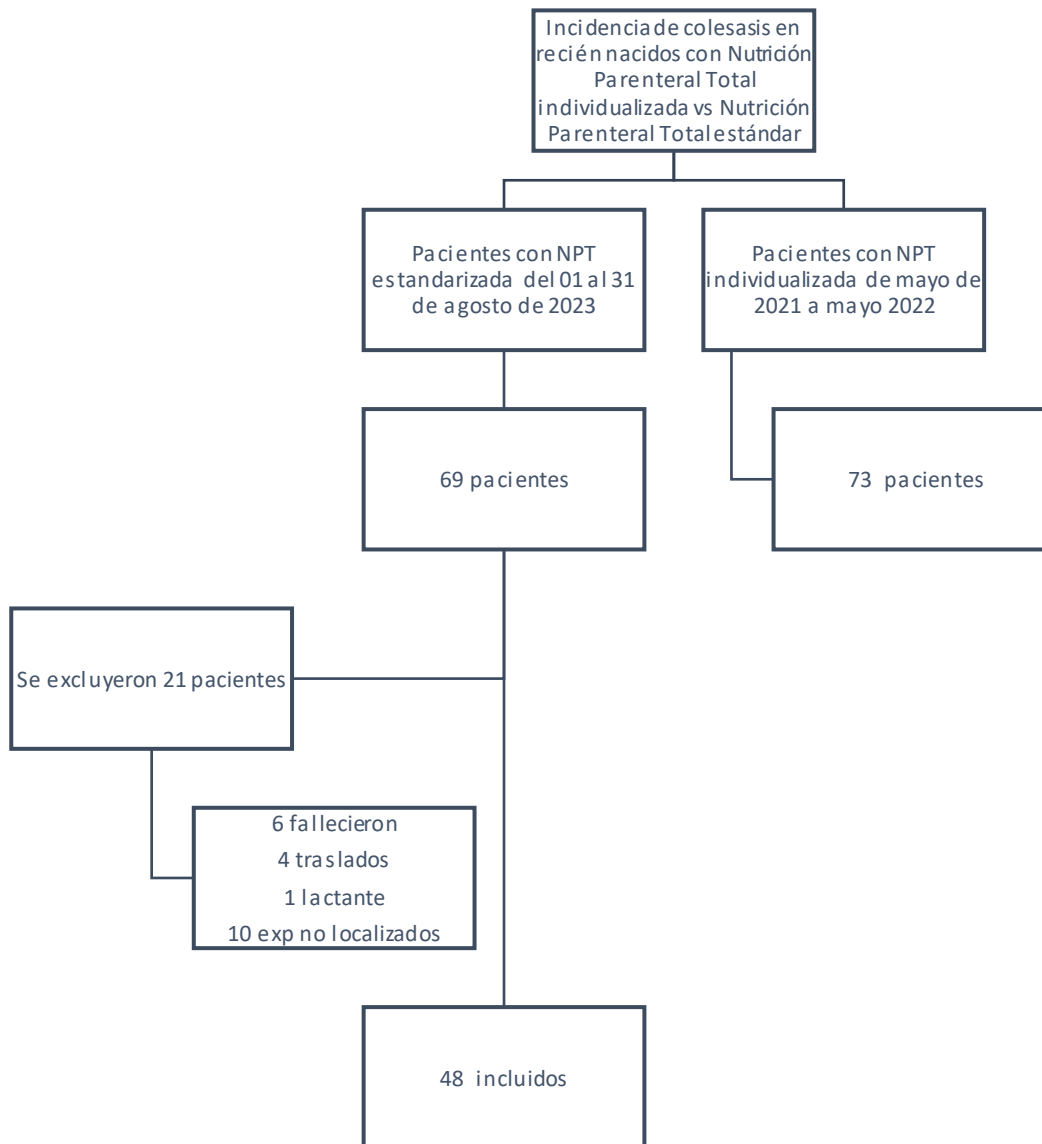 Incidencia de colesasis en
recién nacidos con Nutrición
Parenteral Total
individualizada vs Nutrición
Parenteral Total estándar
Pacientes con NPT
estandarizada del 01 al 31
de agosto de 2023
Pacientes con NPT
individualizada de mayo de
2021 a mayo 2022
69 pacientes
73 pacientes
Se excluyeron 21 pacientes
6 fallecieron
4 traslados
1 lactante
10 exp no localizados
48 incluidos